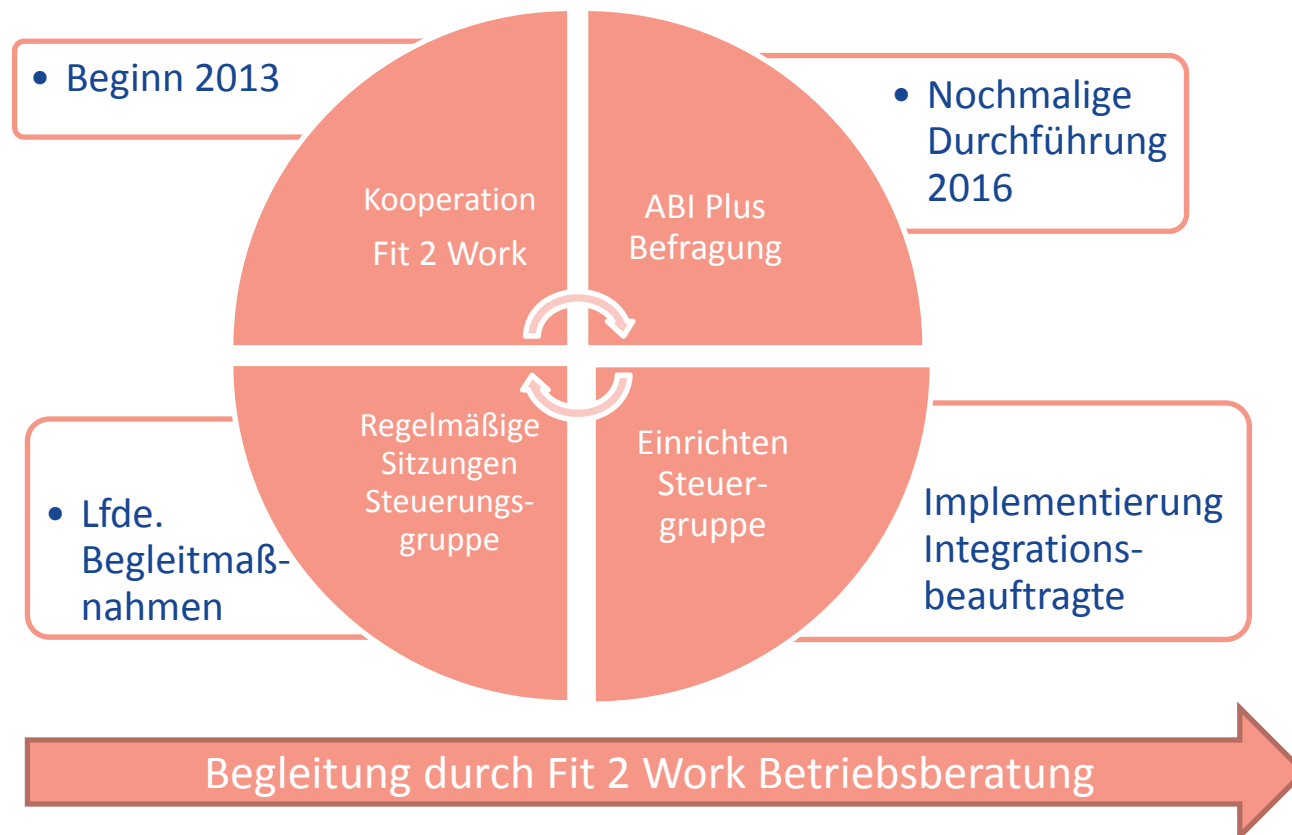 • Beginn 2013
Kooperation
Fit 2 Work
ABI Plus
Befragung
• Nochmalige
Durchführung
2016
• Lfde.
Begleitmaß-
nahmen
Regelmäßige
Sitzungen
Steuerungs-
gruppe
Einrichten
Steuer-
gruppe
Implementierung
Integrations-
beauftragte
Begleitung durch Fit 2 Work Betriebsberatung